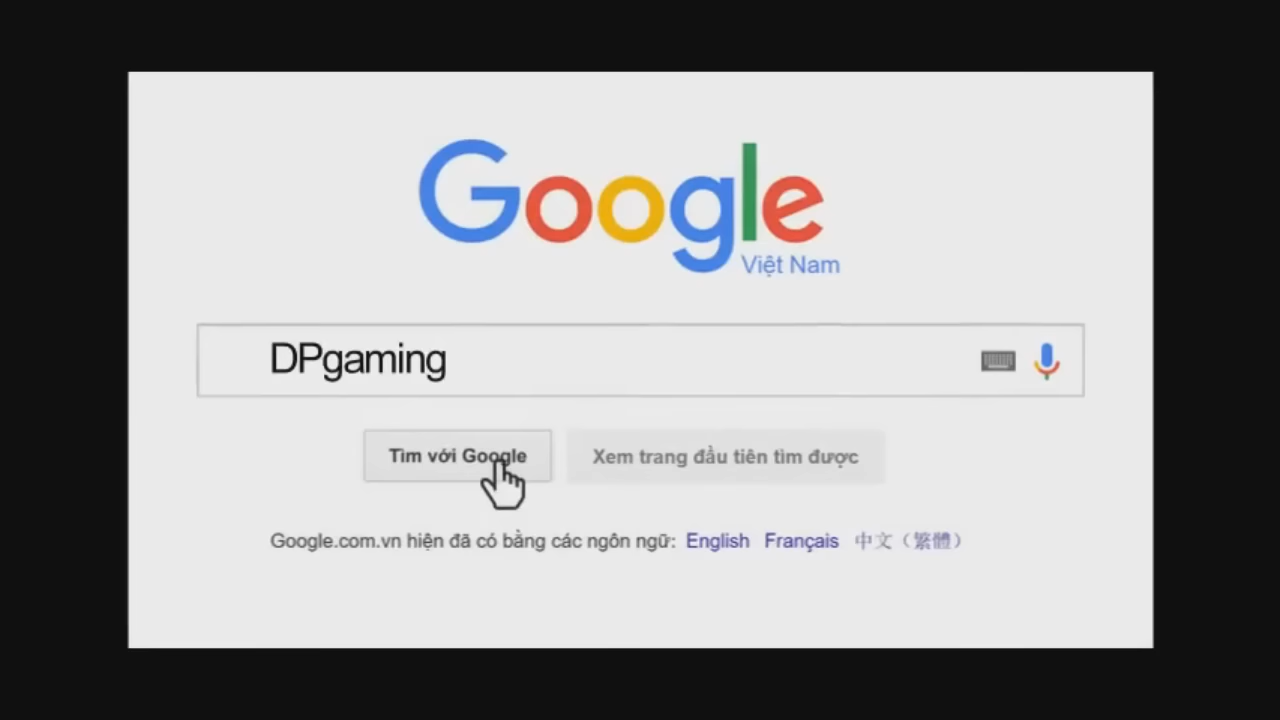 Google
Việt Nam
DPgaming
Tìm với Google
Xem trang đầu tiên tìm được
Google.com.vn hiện đã có bằng các ngôn ngữ: English Français 中文（繁體）